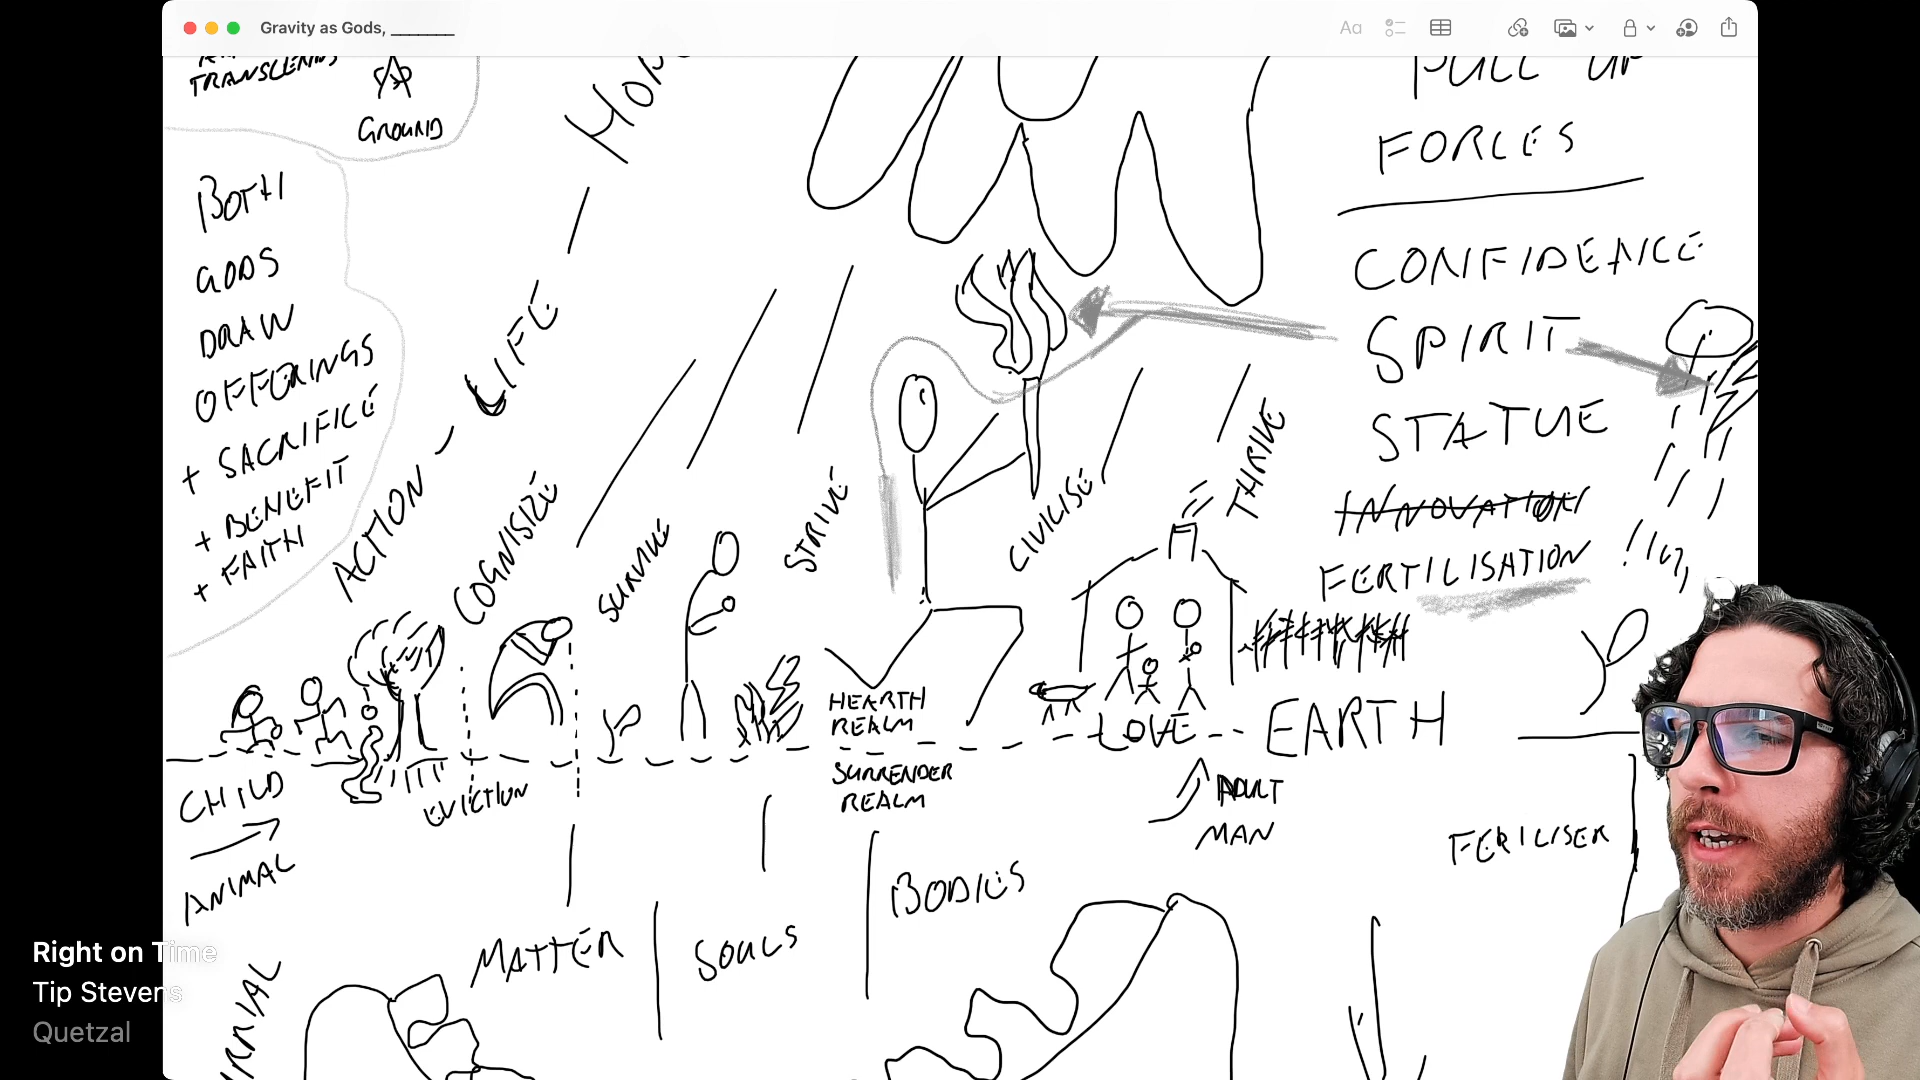 Gravity as Gods, _______
Aa
TRANSCENDS
GROUND
BOTH
GODS
DRAW
OFFERINGS
+ SACRIFICE
+ BENEFIT
+ FAITH
ACTION – LIFE –
PULL UP
FORCES
CONFIDENCE
SPIRIT
STATUE
INNOVATION
FERTILISATION
COGNISIZE
SURVIVE
STRIVE
CIVILISE
THRIVE
HEARTH
REALM
SURRENDER
REALM
LOVE
EARTH
CHILD
ANIMAL
EVICTION
ADULT
MAN
FERILISER
MATTER
SOULS
BODIES
Right on Time
Tip Stevens
Quetzal